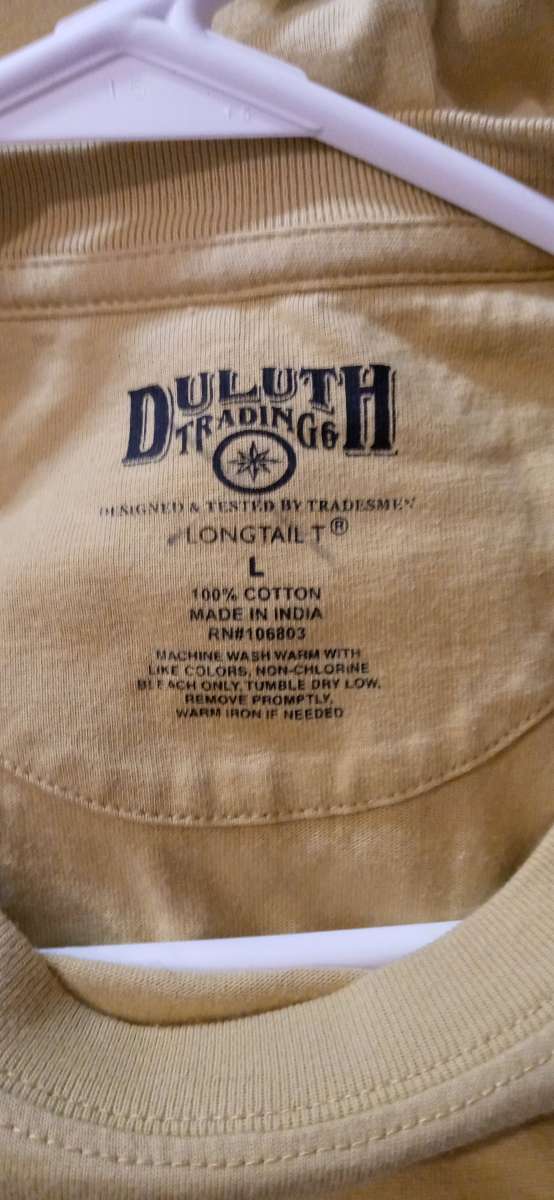 DULUTH
TRADING Cº
DESIGNED & TESTED BY TRADESMEN
LONGTAIL T®
L
100% COTTON
MADE IN INDIA
RN#106803
MACHINE WASH WARM WITH
LIKE COLORS, NON-CHLORINE
BLEACH ONLY, TUMBLE DRY LOW,
REMOVE PROMPTLY,
WARM IRON IF NEEDED